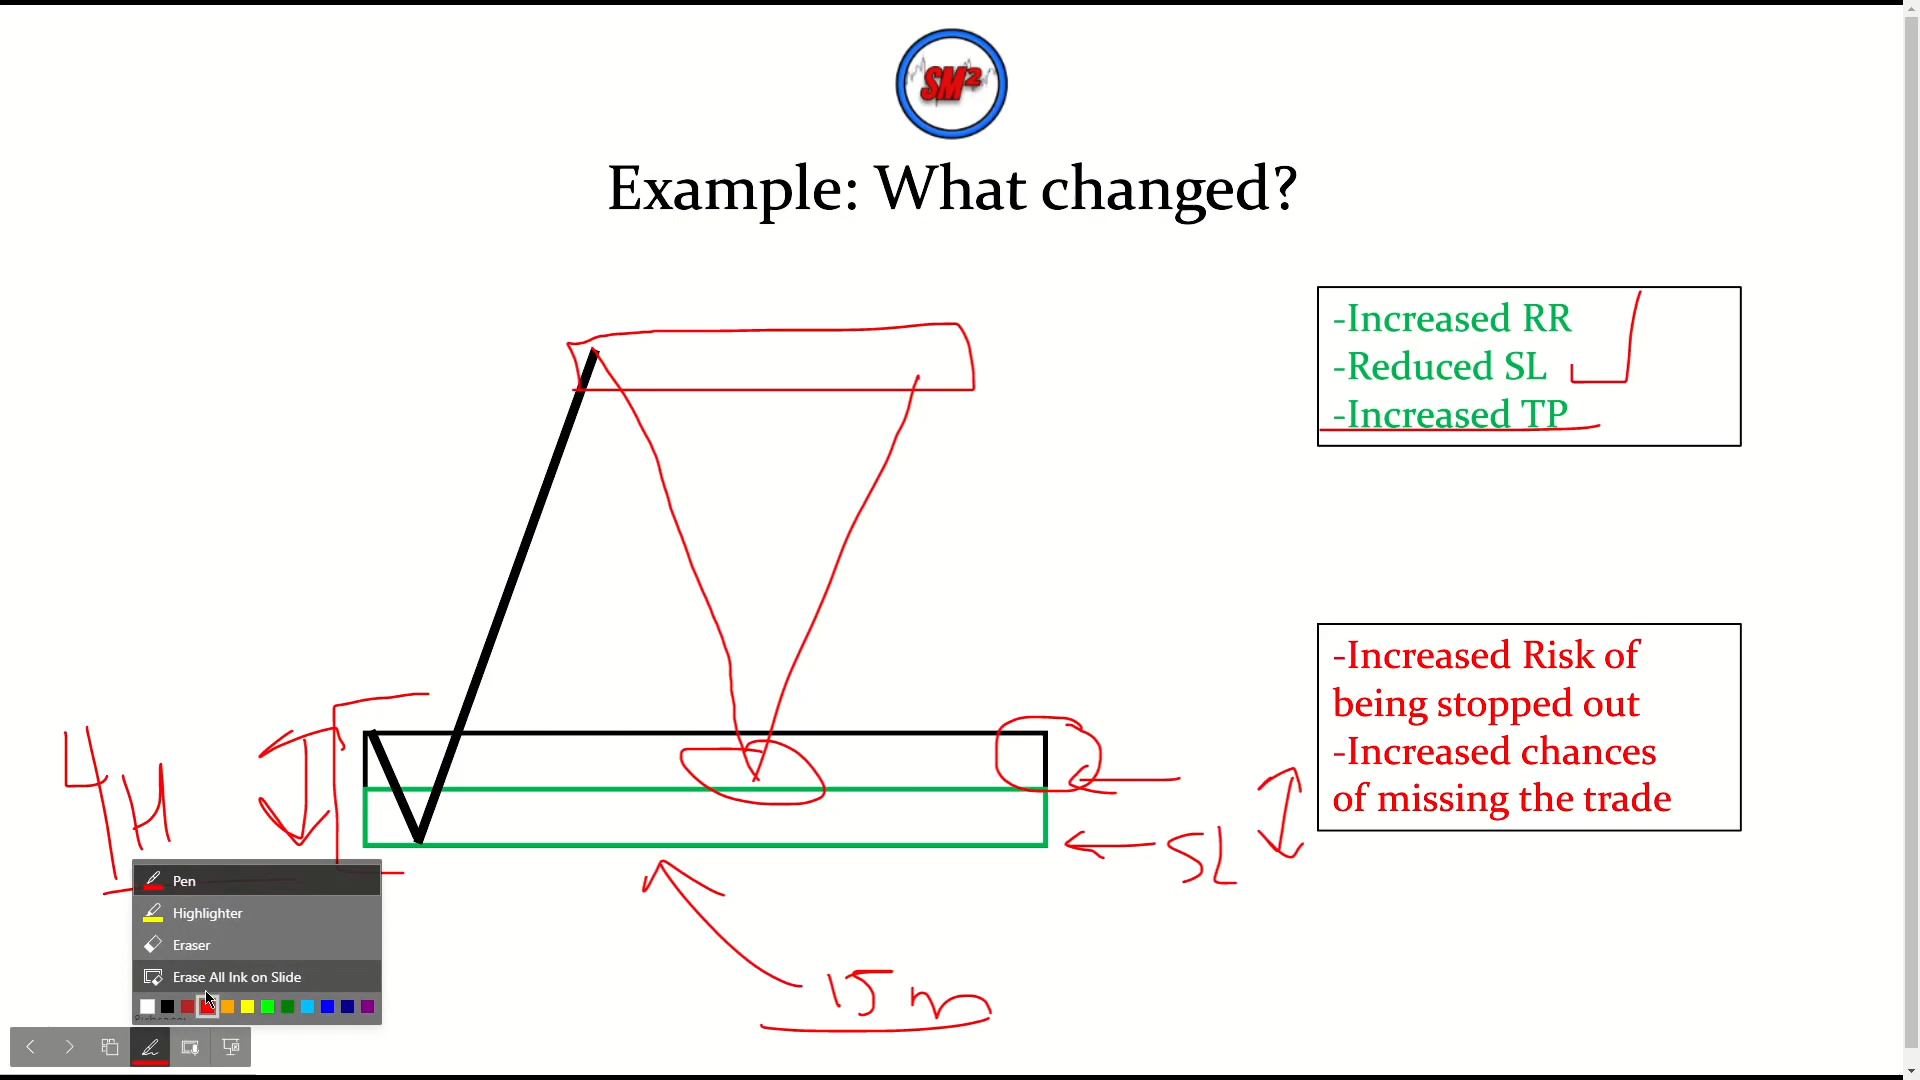 SM²
Example: What changed?
-Increased RR
-Reduced SL
-Increased TP
-Increased Risk of
being stopped out
-Increased chances
of missing the trade
4H
SL
15m
Pen
Highlighter
Eraser
Erase All Ink on Slide